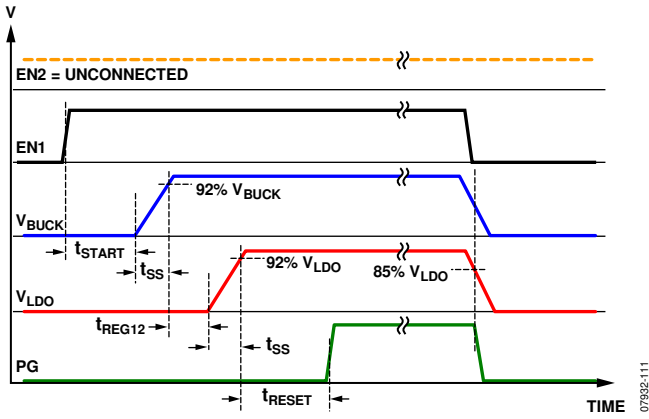 V
EN2 = UNCONNECTED
EN1
92% VBUCK
VBUCK
tSTART
tSS
92% VLDO
85% VLDO
VLDO
tREG12
tSS
PG
tRESET
TIME
07932-111